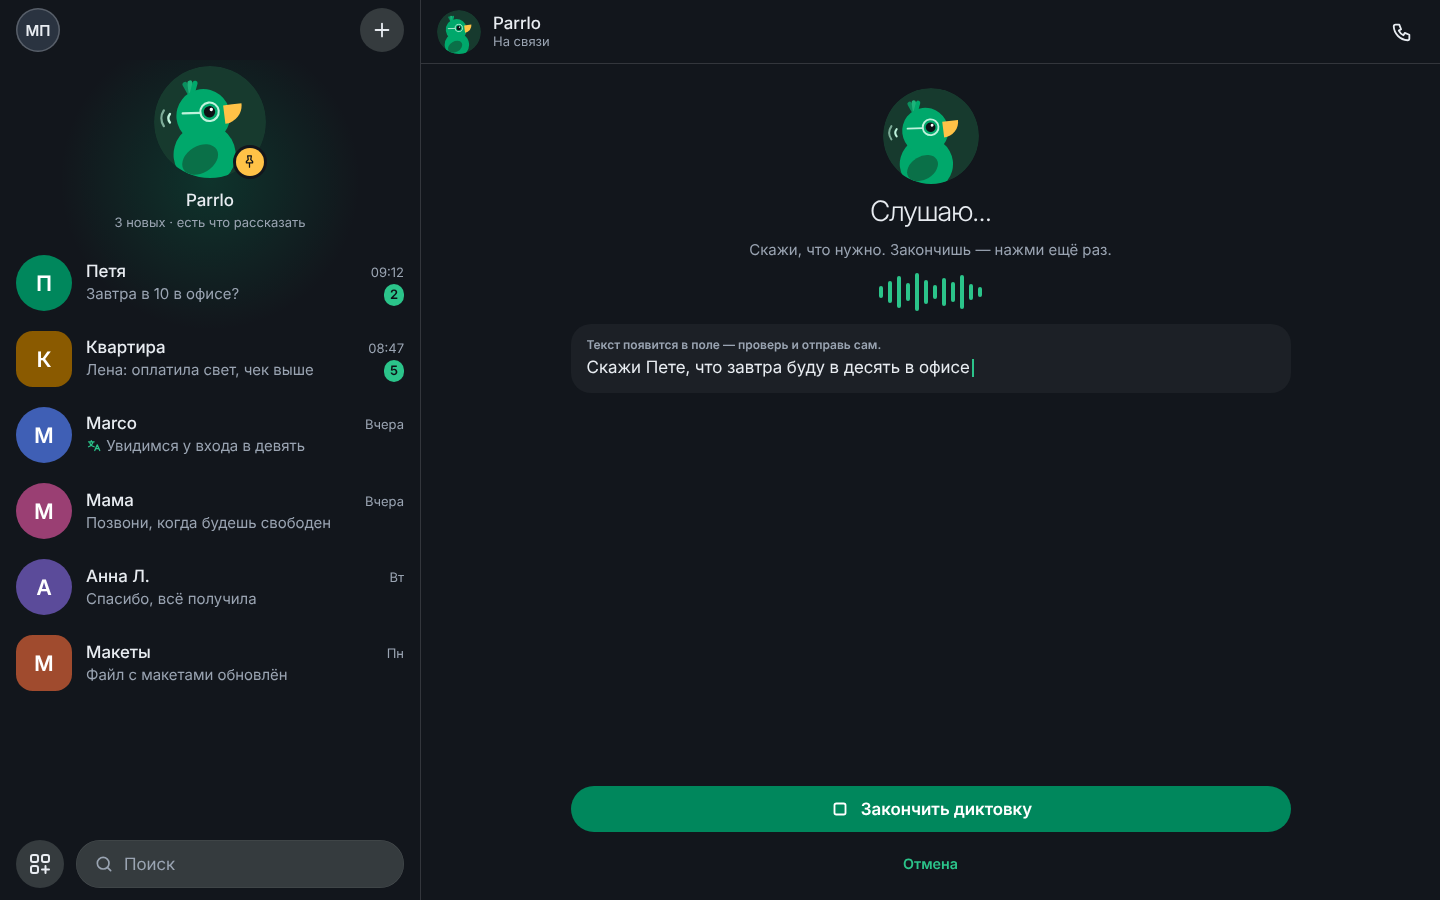 МП
Parrlo
3 новых · есть что рассказать
П
Петя
09:12
Завтра в 10 в офисе?
2
К
Квартира
08:47
Лена: оплатила свет, чек выше
5
M
Marco
Вчера
Увидимся у входа в девять
М
Мама
Вчера
Позвони, когда будешь свободен
А
Анна Л.
Вт
Спасибо, всё получила
М
Макеты
Пн
Файл с макетами обновлён
Поиск
Parrlo
На связи
Слушаю...
Скажи, что нужно. Закончишь — нажми ещё раз.
Текст появится в поле — проверь и отправь сам.
Скажи Пете, что завтра буду в десять в офисе
Закончить диктовку
Отмена